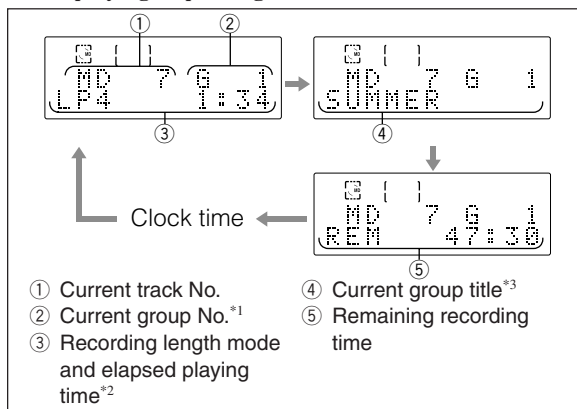 ① ②
MD 7 G 1
LP4 1:34
③
MD 7 G 1
SUMMER
④
MD 7 G 1
REM 47:30
⑤
Clock time
① Current track No.
② Current group No.*1
③ Recording length mode
and elapsed playing
time*2
④ Current group title*3
⑤ Remaining recording
time